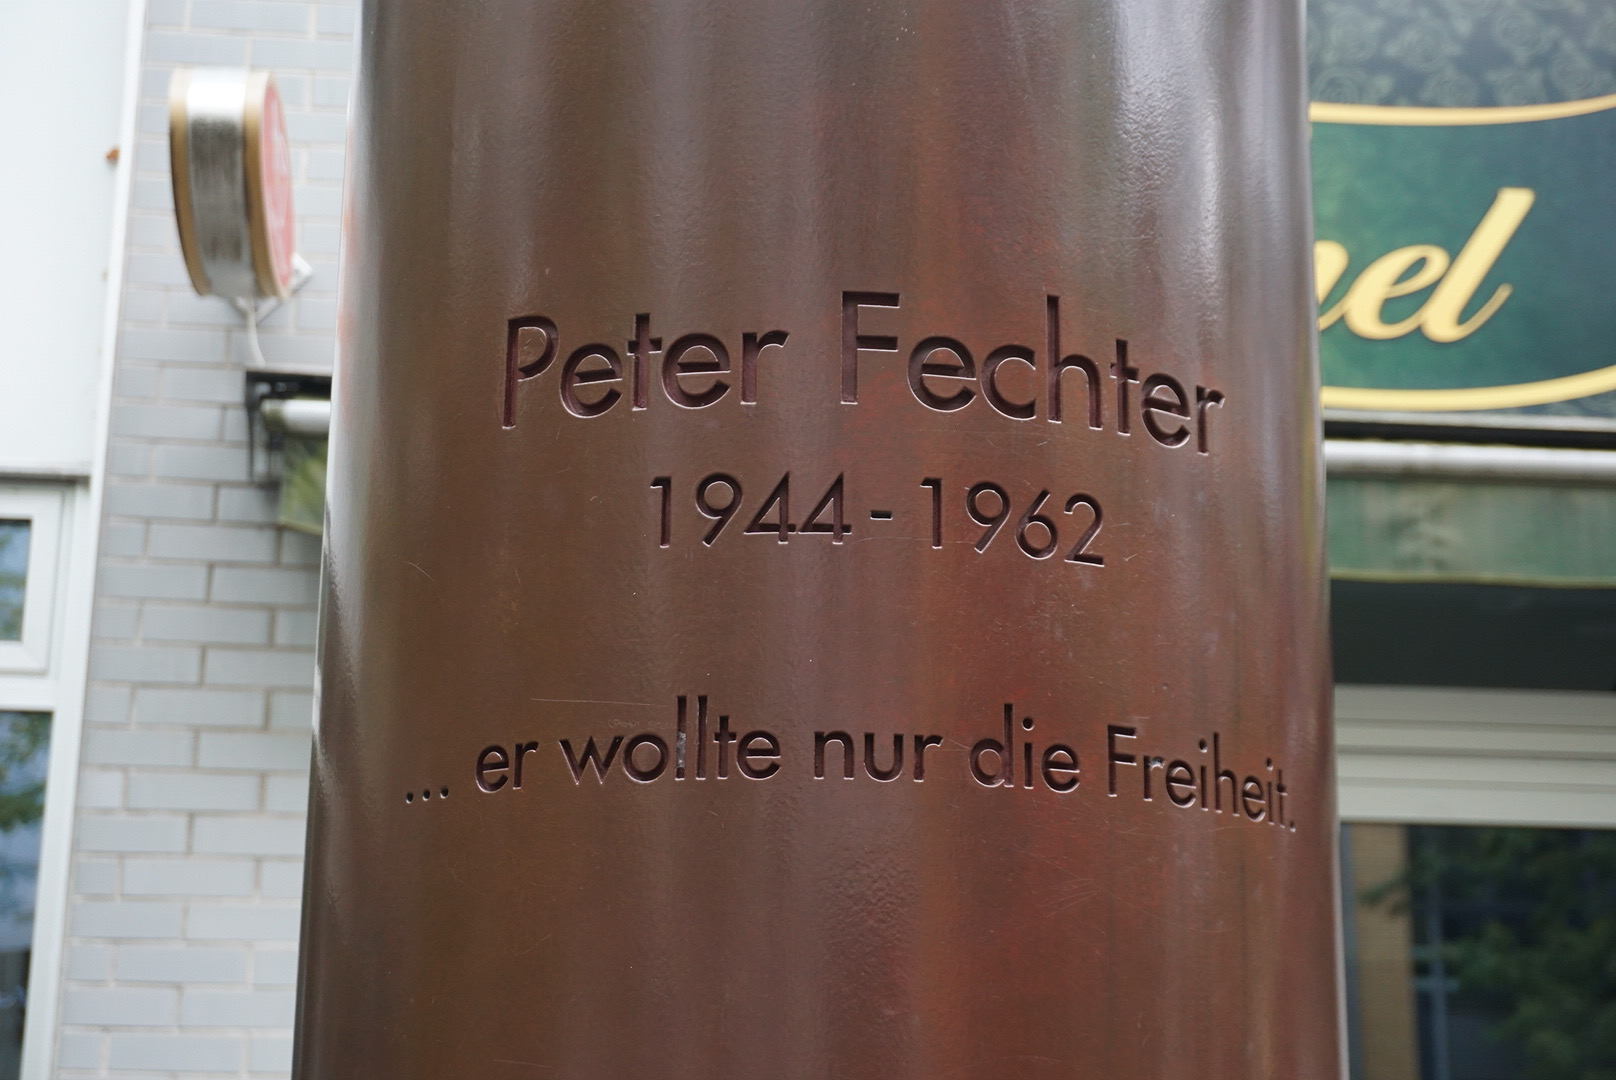 Peter Fechter
1944 - 1962
... er wollte nur die Freiheit.